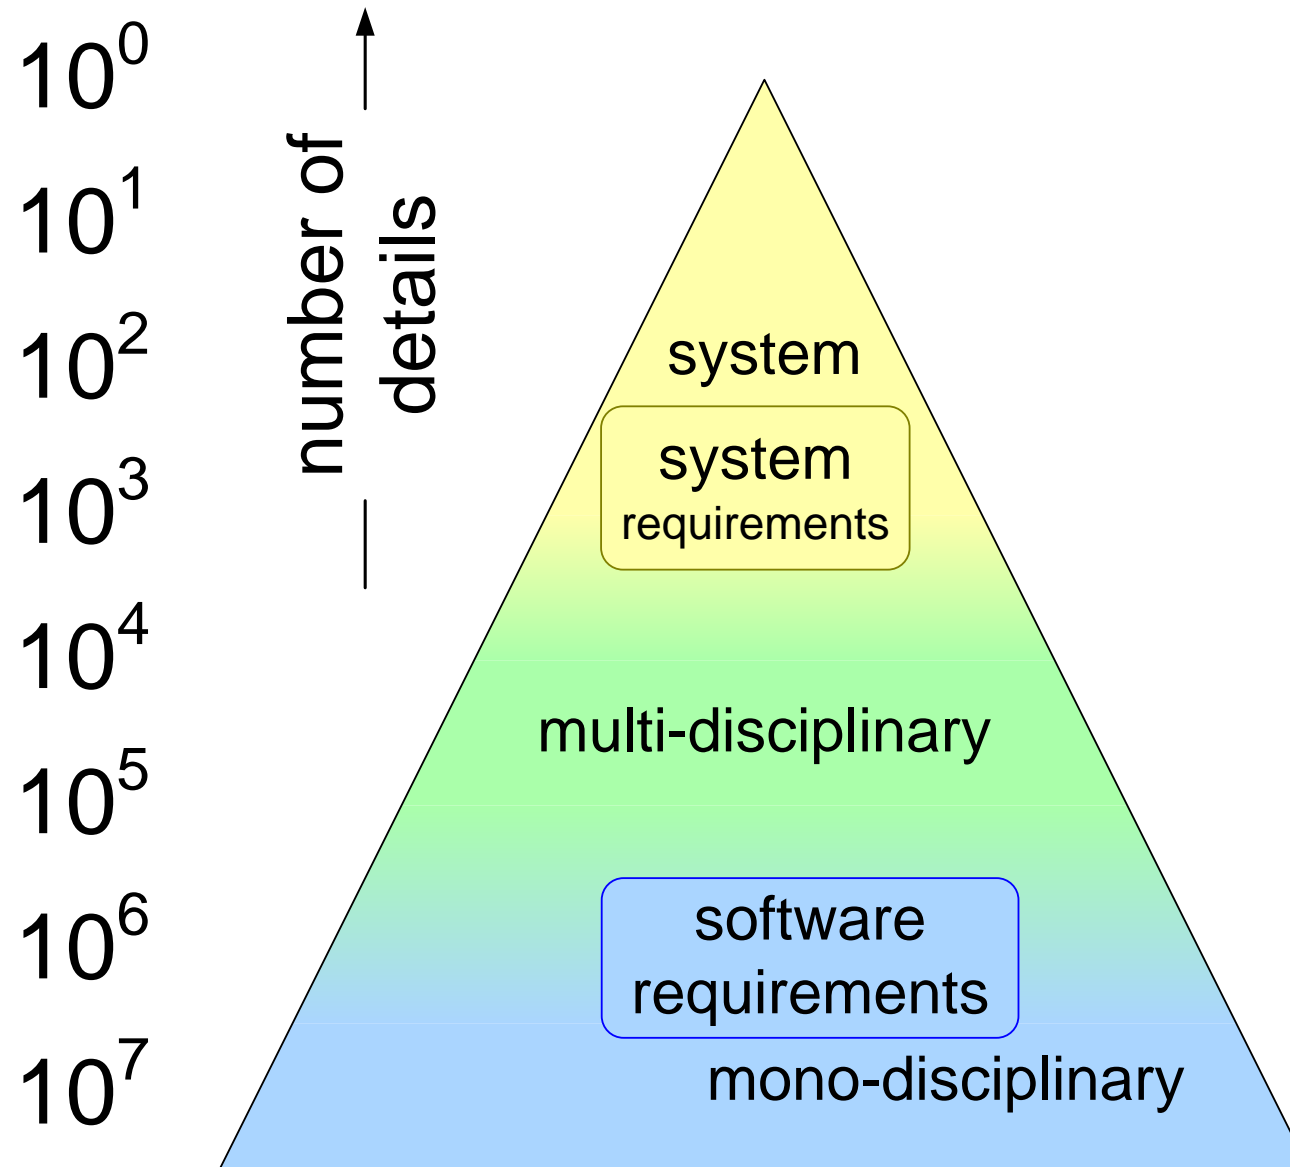 10^0
10^1
10^2
10^3
10^4
10^5
10^6
10^7
number of
details
system
system
requirements
multi-disciplinary
software
requirements
mono-disciplinary